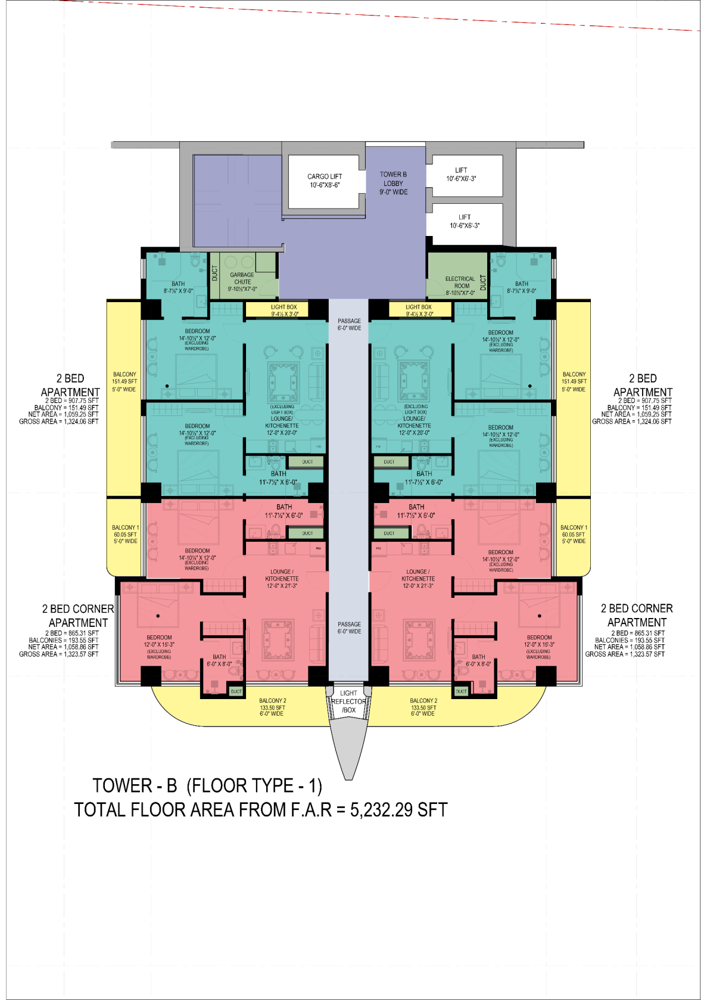 CARGO LIFT
10'-6"X8'-6"
TOWER B
LOBBY
9'-0" WIDE
LIFT
10'-6"X6'-3"
LIFT
10'-6"X6'-3"
BATH
8'-7½" X 9'-0"
DUCT
GARBAGE
CHUTE
9'-10½"X7'-0"
ELECTRICAL
ROOM
8'-10½"X7'-0"
DUCT
BATH
8'-7½" X 9'-0"
LIGHT BOX
9'-4½ X 3'-0"
LIGHT BOX
9'-4½ X 3'-0"
PASSAGE
6'-0" WIDE
BEDROOM
14'-10½" X 12'-0"
(EXCLUDING
WARDROBE)
BEDROOM
14'-10½" X 12'-0"
(EXCLUDING
WARDROBE)
BALCONY
151.49 SFT
5'-0" WIDE
BALCONY
151.49 SFT
5'-0" WIDE
2 BED
APARTMENT
2 BED = 907.75 SFT
BALCONY = 151.49 SFT
NET AREA = 1,059.25 SFT
GROSS AREA = 1,324.06 SFT
2 BED
APARTMENT
2 BED = 907.75 SFT
BALCONY = 151.49 SFT
NET AREA = 1,059.25 SFT
GROSS AREA = 1,324.06 SFT
(EXCLUDING
LIGHT BOX)
LOUNGE/
KITCHENETTE
12'-0" X 20'-0"
(EXCLUDING
LIGHT BOX)
LOUNGE/
KITCHENETTE
12'-0" X 20'-0"
BEDROOM
14'-10½" X 12'-0"
(EXCLUDING
WARDROBE)
BEDROOM
14'-10½" X 12'-0"
(EXCLUDING
WARDROBE)
DUCT
DUCT
BATH
11'-7½" X 6'-0"
BATH
11'-7½" X 6'-0"
BATH
11'-7½" X 6'-0"
BATH
11'-7½" X 6'-0"
DUCT
DUCT
BALCONY 1
60.05 SFT
5'-0" WIDE
BALCONY 1
60.05 SFT
5'-0" WIDE
BEDROOM
14'-10½" X 12'-0"
(EXCLUDING
WARDROBE)
FRG
FRG
BEDROOM
14'-10½" X 12'-0"
(EXCLUDING
WARDROBE)
LOUNGE /
KITCHENETTE
12'-0" X 21'-3"
LOUNGE /
KITCHENETTE
12'-0" X 21'-3"
2 BED CORNER
APARTMENT
2 BED = 865.31 SFT
BALCONIES = 193.55 SFT
NET AREA = 1,058.86 SFT
GROSS AREA = 1,323.57 SFT
2 BED CORNER
APARTMENT
2 BED = 865.31 SFT
BALCONIES = 193.55 SFT
NET AREA = 1,058.86 SFT
GROSS AREA = 1,323.57 SFT
PASSAGE
6'-0" WIDE
BEDROOM
12'-0" X 15'-3"
(EXCLUDING
WARDROBE)
BEDROOM
12'-0" X 15'-3"
(EXCLUDING
WARDROBE)
BATH
6'-0" X 8'-0"
BATH
6'-0" X 8'-0"
DUCT
DUCT
BALCONY 2
133.50 SFT
6'-0" WIDE
LIGHT
REFLECTOR
/BOX
BALCONY 2
133.50 SFT
6'-0" WIDE
TOWER - B (FLOOR TYPE - 1)
TOTAL FLOOR AREA FROM F.A.R = 5,232.29 SFT